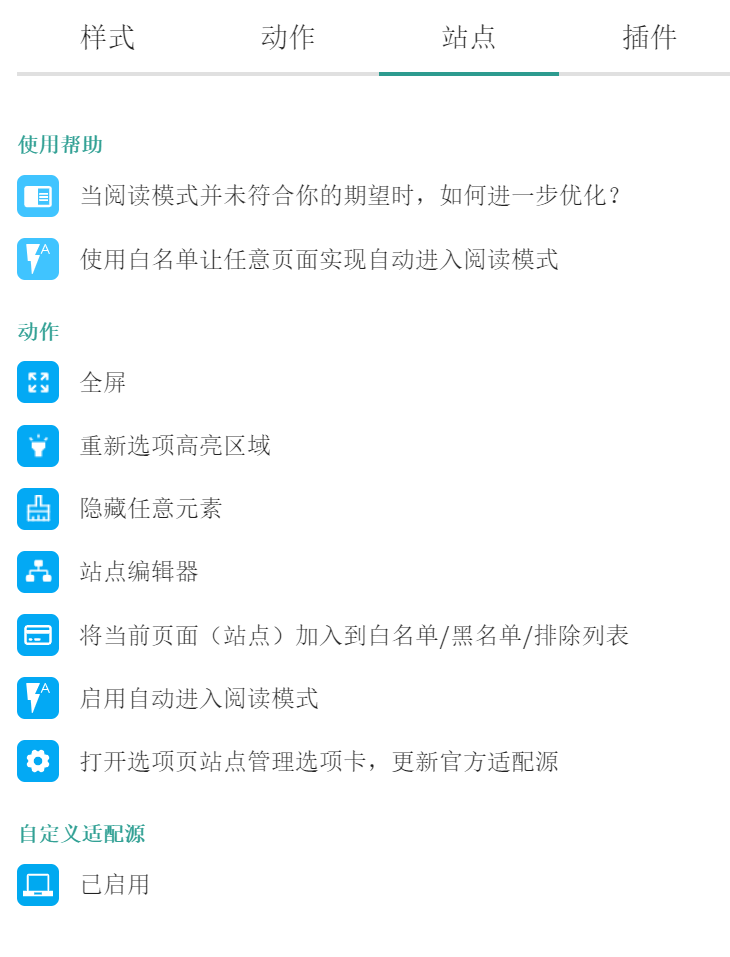 样式 动作 站点 插件
使用帮助
当阅读模式并未符合你的期望时，如何进一步优化？
使用白名单让任意页面实现自动进入阅读模式
动作
全屏
重新选项高亮区域
隐藏任意元素
站点编辑器
将当前页面（站点）加入到白名单/黑名单/排除列表
启用自动进入阅读模式
打开选项页站点管理选项卡，更新官方适配源
自定义适配源
已启用